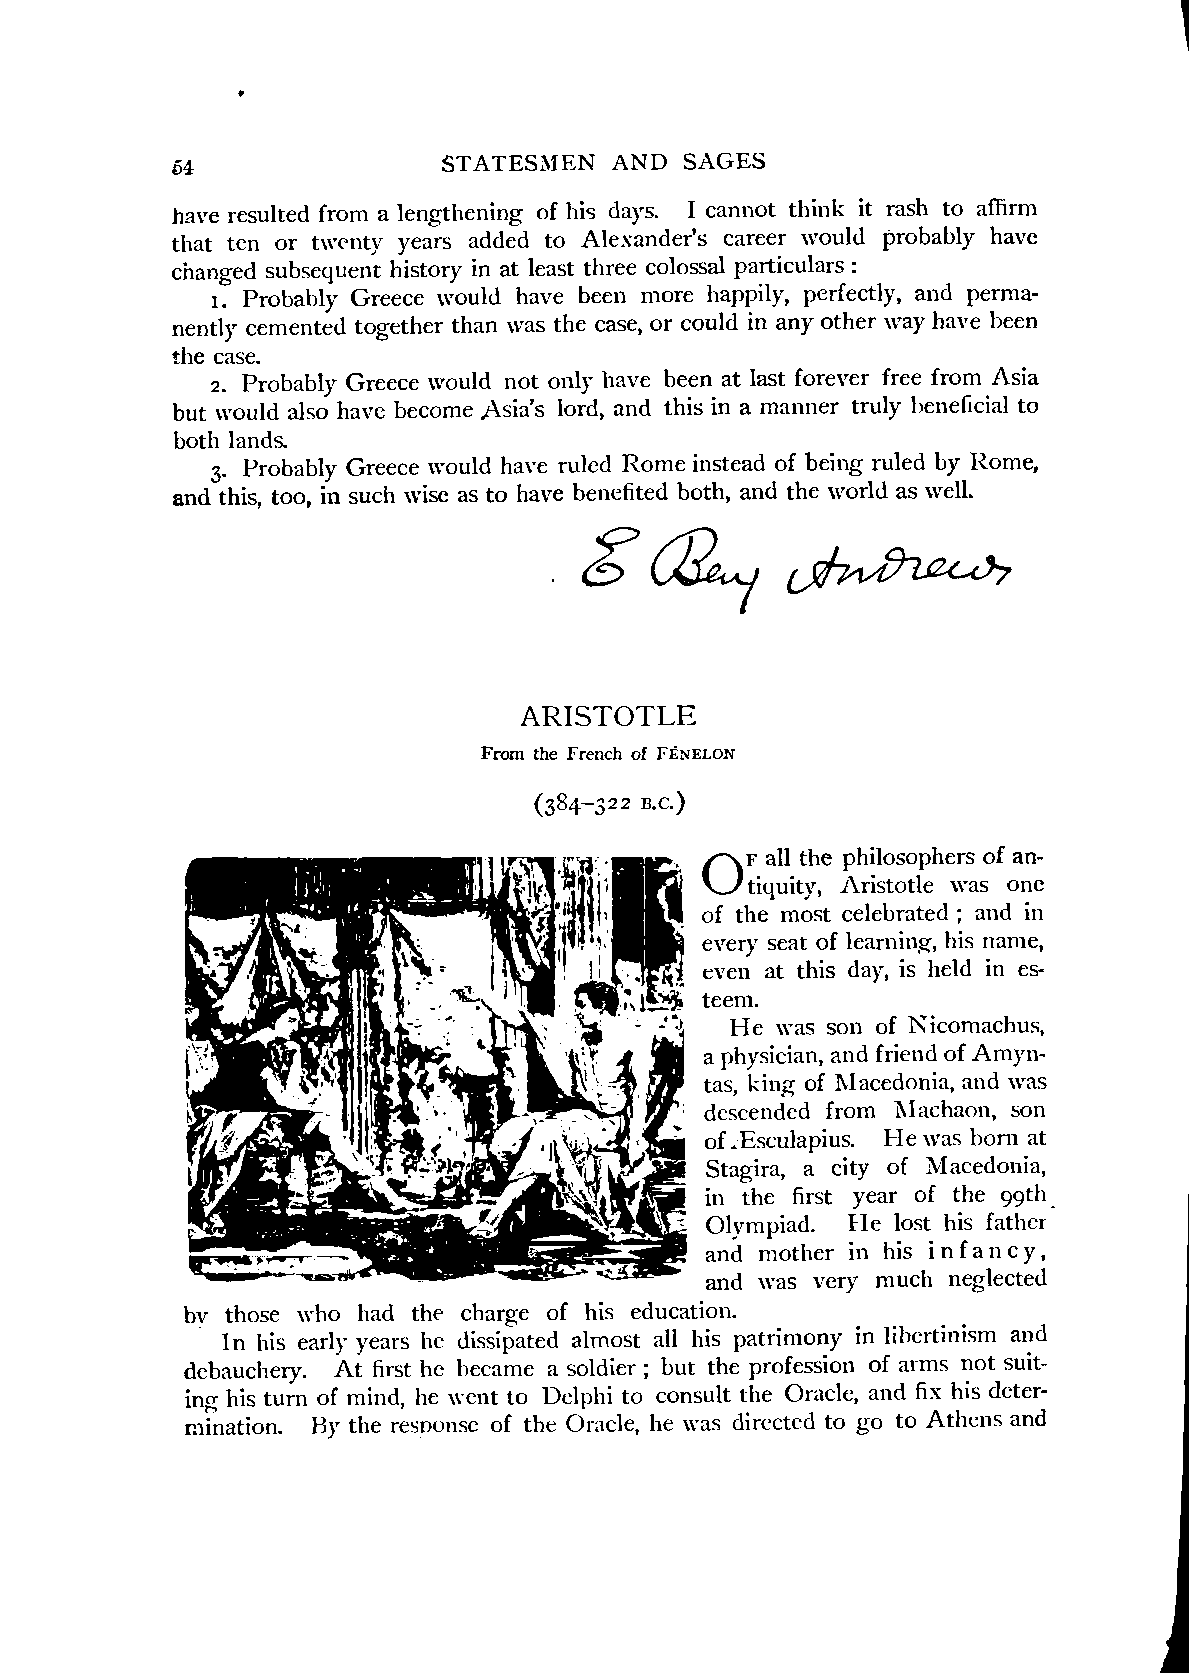 54 STATESMEN AND SAGES
have resulted from a lengthening of his days. I cannot think it rash to affirm
that ten or twenty years added to Alexander's career would probably have
changed subsequent history in at least three colossal particulars :
1. Probably Greece would have been more happily, perfectly, and perma-
nently cemented together than was the case, or could in any other way have been
the case.
2. Probably Greece would not only have been at last forever free from Asia
but would also have become Asia's lord, and this in a manner truly beneficial to
both lands.
3. Probably Greece would have ruled Rome instead of being ruled by Rome,
and this, too, in such wise as to have benefited both, and the world as well.
E Benj Andrews
ARISTOTLE
From the French of FÉNELON
(384–322 B.C.)
OF all the philosophers of an-
tiquity, Aristotle was one
of the most celebrated ; and in
every seat of learning, his name,
even at this day, is held in es-
teem.
He was son of Nicomachus,
a physician, and friend of Amyn-
tas, king of Macedonia, and was
descended from Machaon, son
of Æsculapius. He was born at
Stagira, a city of Macedonia,
in the first year of the 99th
Olympiad. He lost his father
and mother in his infancy,
and was very much neglected
by those who had the charge of his education.
In his early years he dissipated almost all his patrimony in libertinism and
debauchery. At first he became a soldier ; but the profession of arms not suit-
ing his turn of mind, he went to Delphi to consult the Oracle, and fix his deter-
mination. By the response of the Oracle, he was directed to go to Athens and